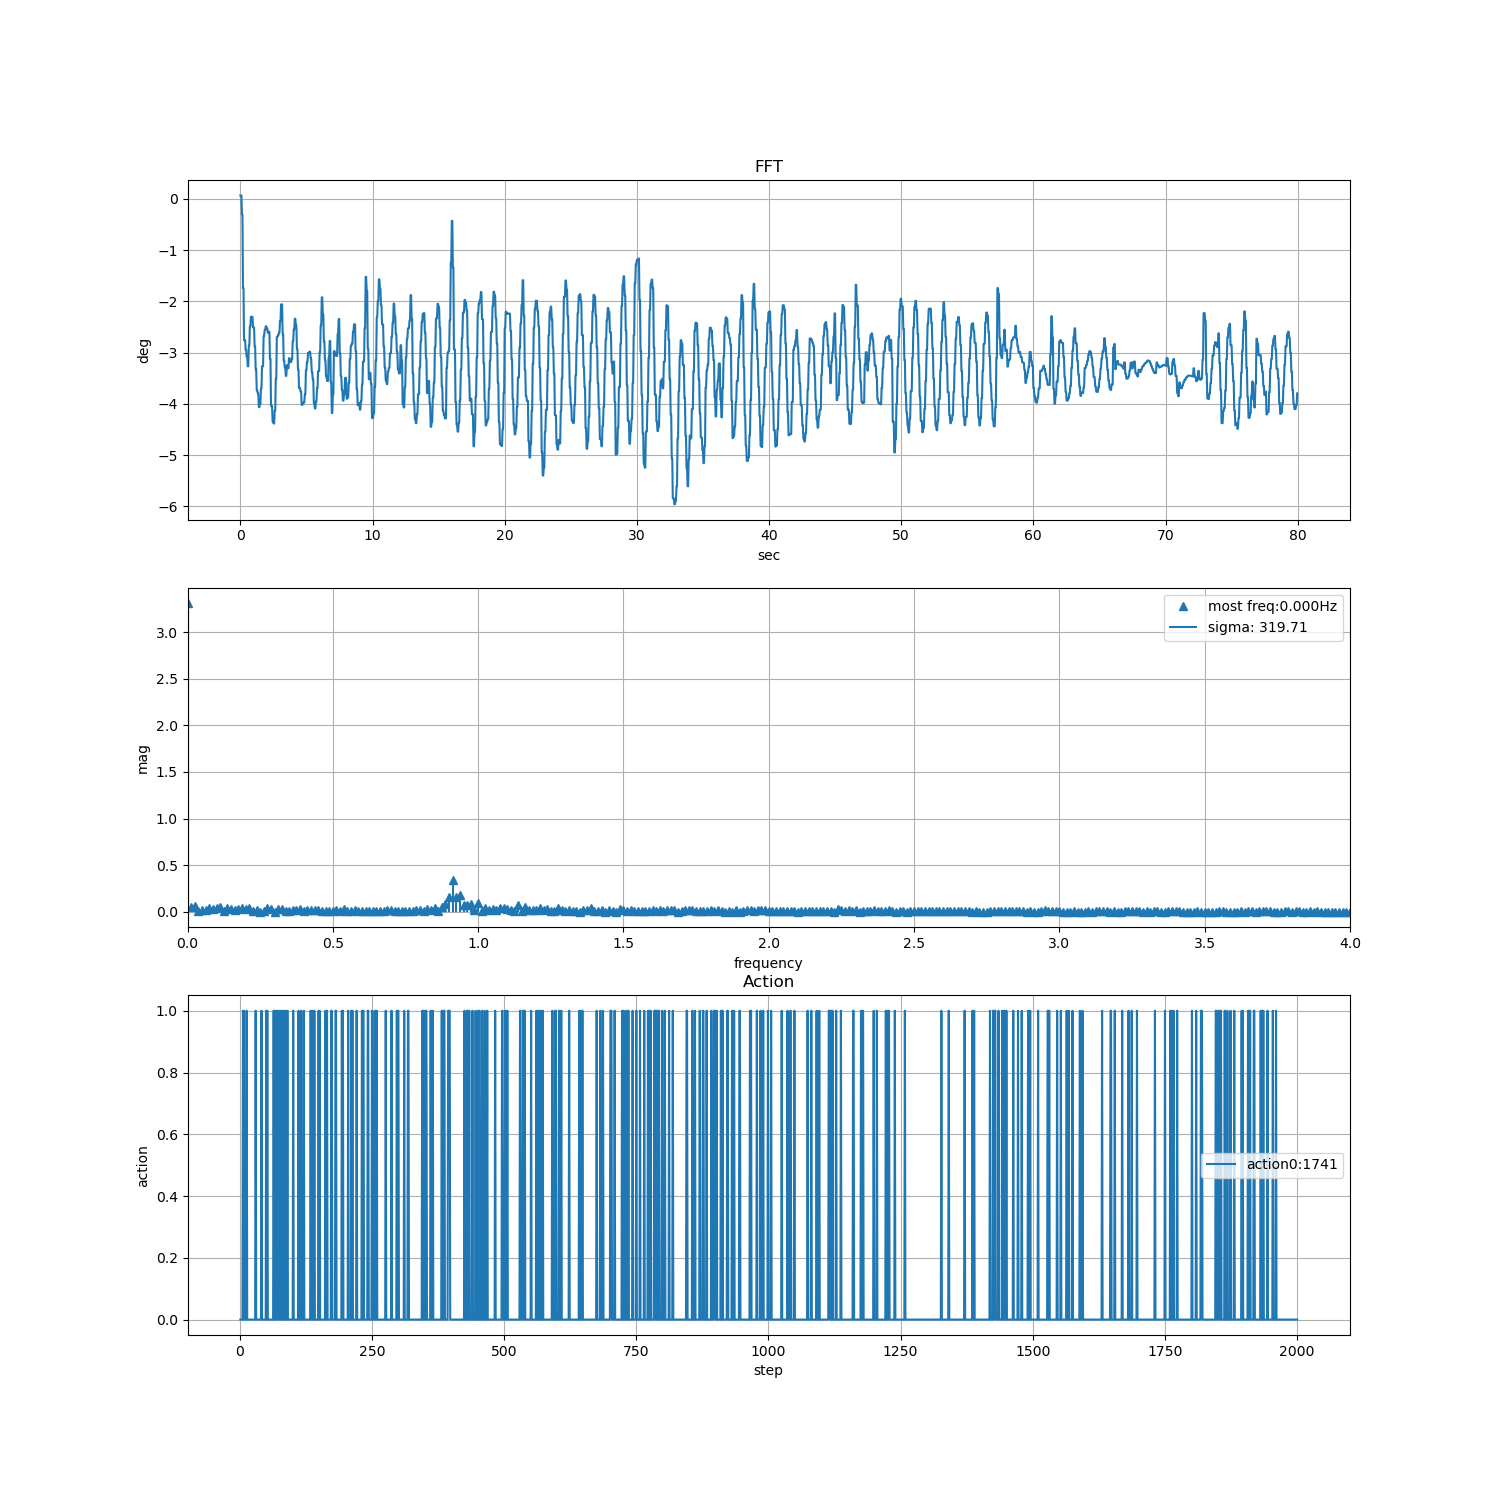 FFT
0
−1
−2
−3
−4
−5
−6
deg
0 10 20 30 40 50 60 70 80
sec
most freq:0.000Hz
sigma: 319.71
3.0
2.5
2.0
1.5
1.0
0.5
0.0
mag
0.0 0.5 1.0 1.5 2.0 2.5 3.0 3.5 4.0
frequency
Action
1.0
0.8
0.6
0.4
0.2
0.0
action
action0:1741
0 250 500 750 1000 1250 1500 1750 2000
step